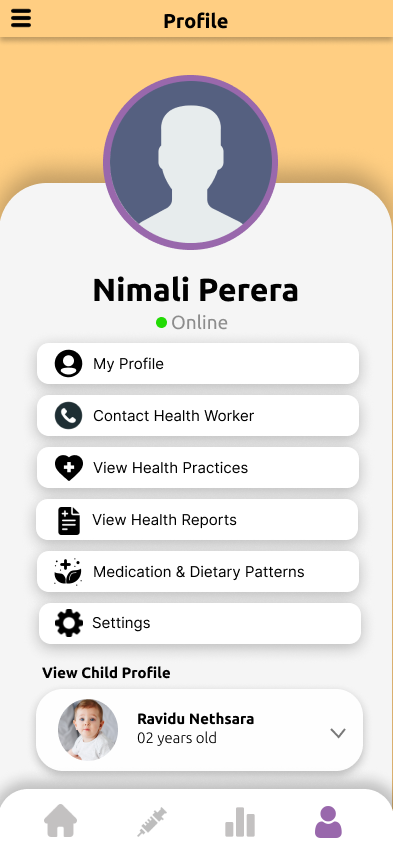 Profile
Nimali Perera
Online
My Profile
Contact Health Worker
View Health Practices
View Health Reports
Medication & Dietary Patterns
Settings
View Child Profile
Ravidu Nethsara
02 years old